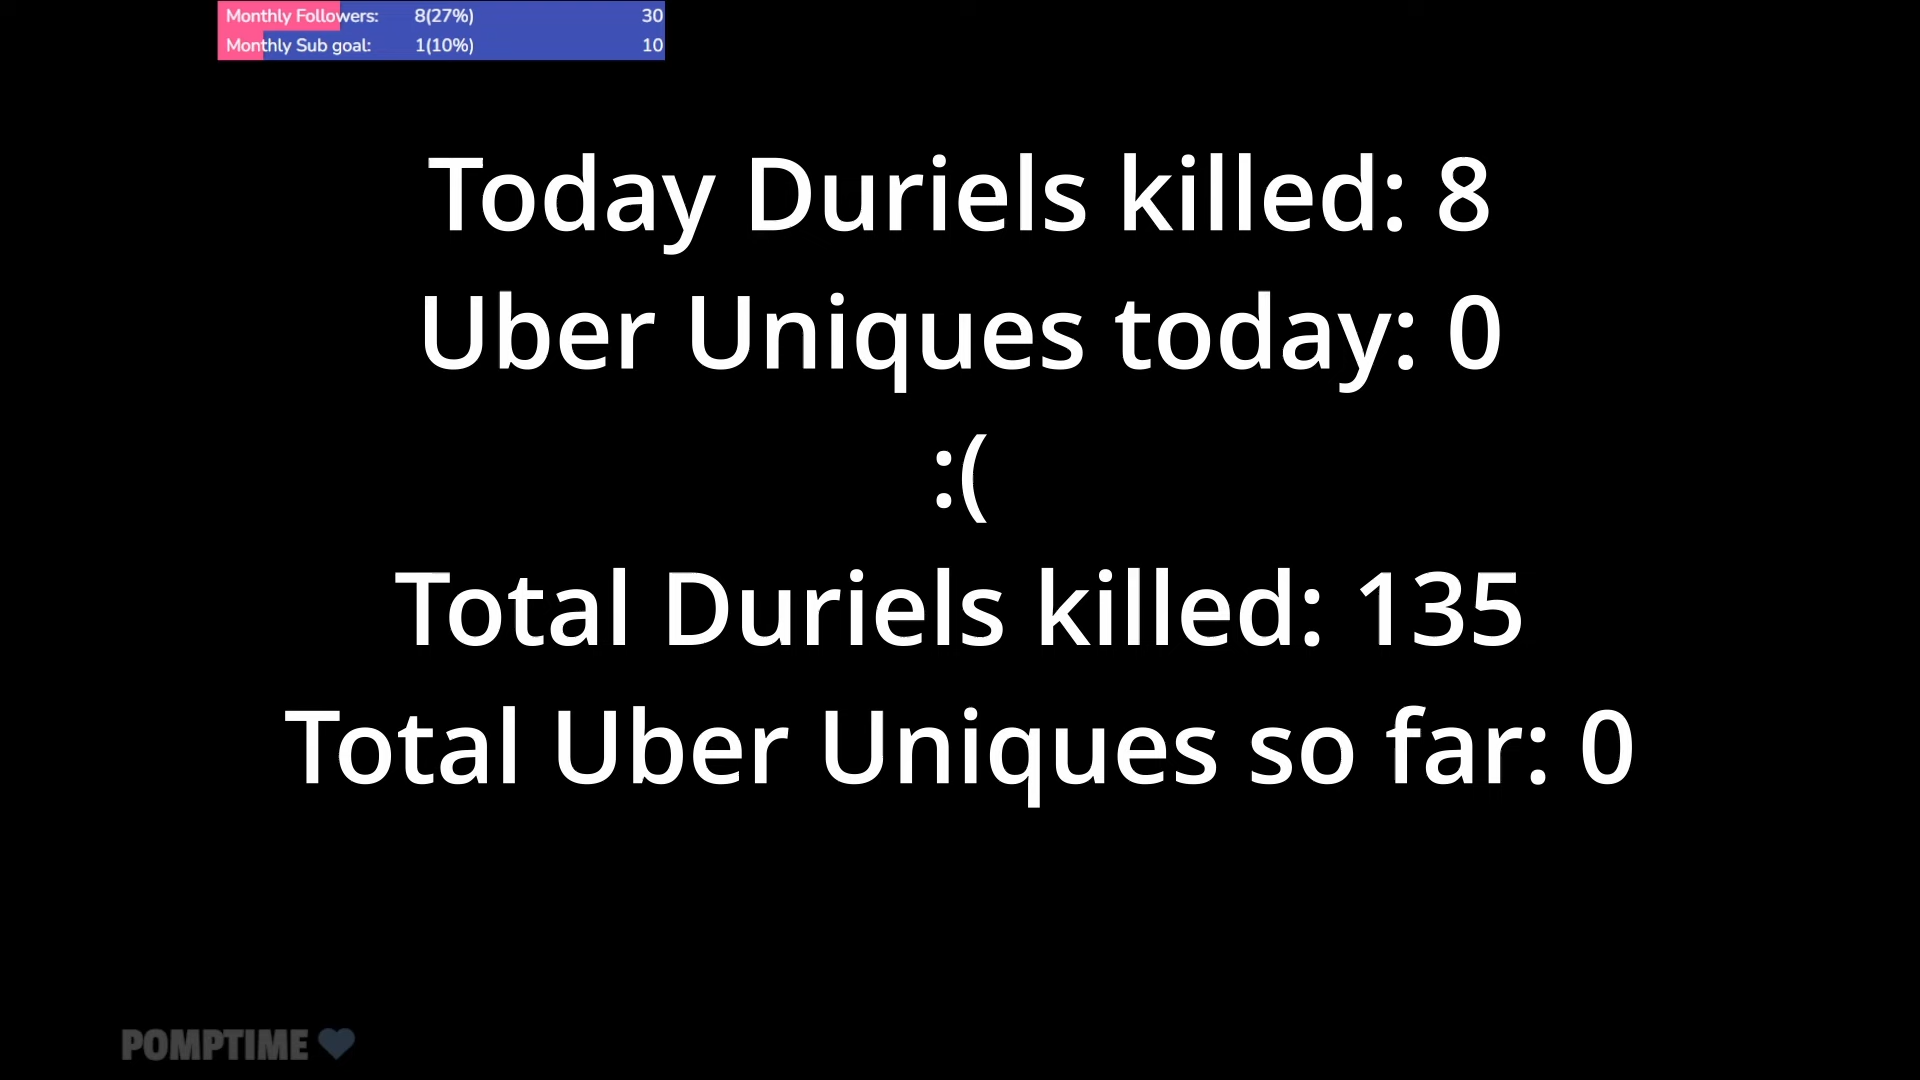 Monthly Followers: 8(27%) 30
Monthly Sub goal: 1(10%) 10
Today Duriels killed: 8
Uber Uniques today: 0
:(
Total Duriels killed: 135
Total Uber Uniques so far: 0
POMPTIME